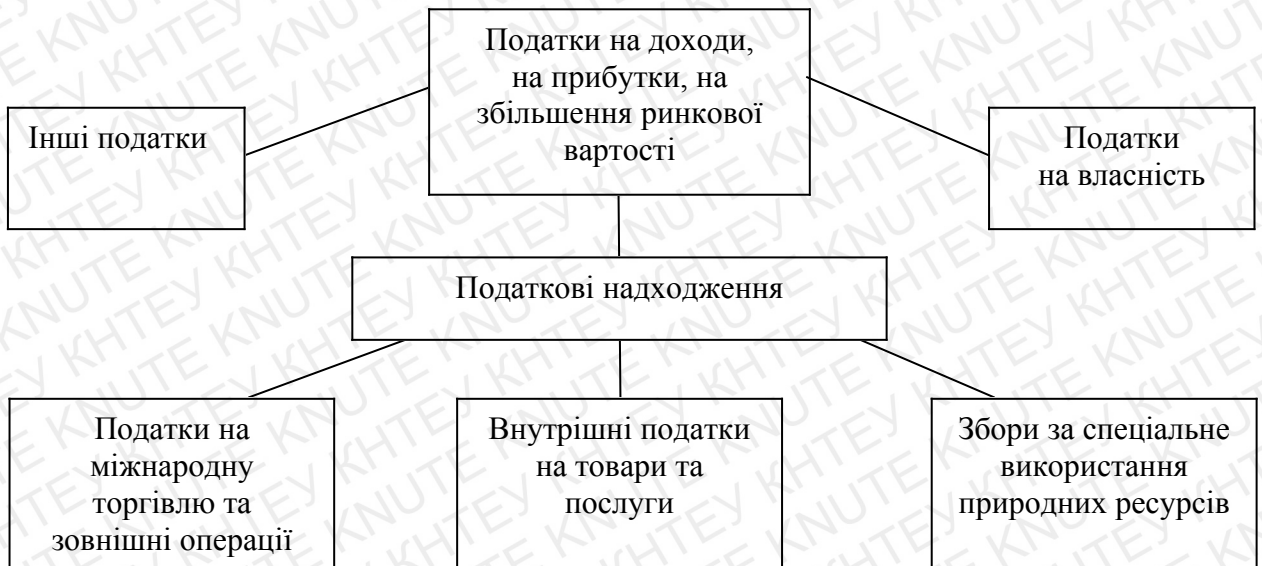 Податки на доходи,
на прибутки, на
збільшення ринкової
вартості
Інші податки
Податки
на власність
Податкові надходження
Податки на
міжнародну
торгівлю та
зовнішні операції
Внутрішні податки
на товари та
послуги
Збори за спеціальне
використання
природних ресурсів